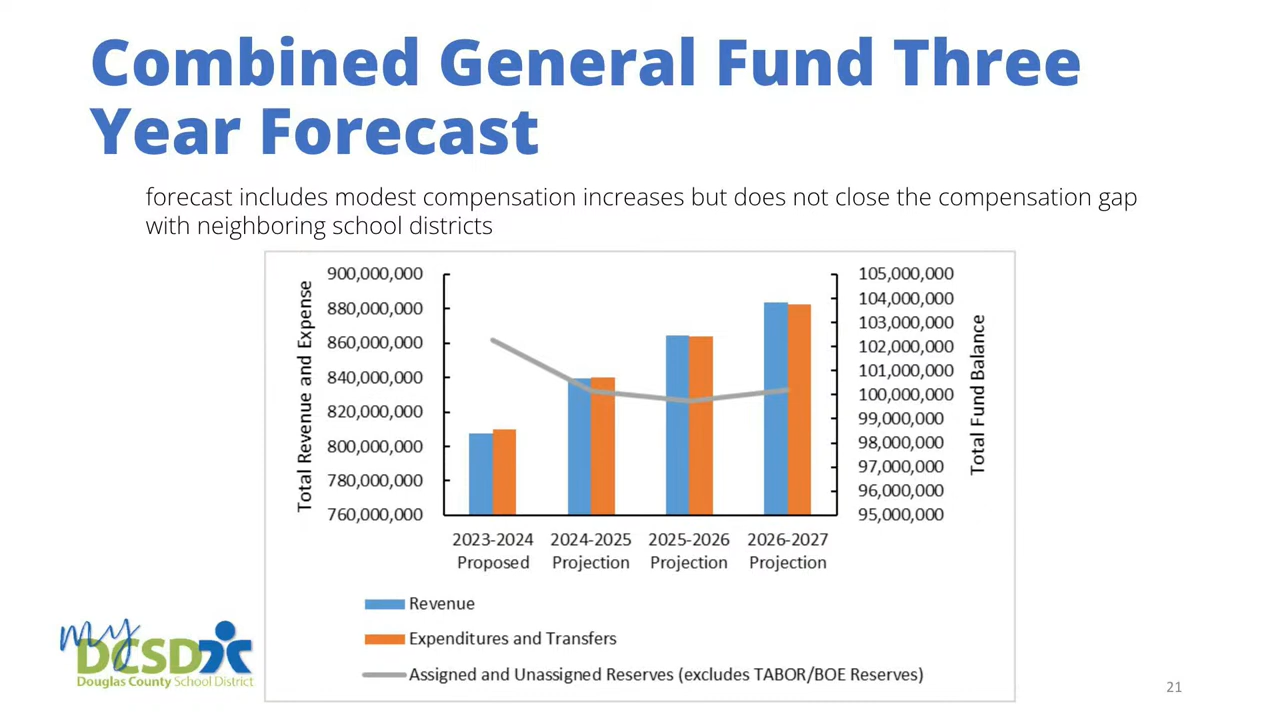 Combined General Fund Three
Year Forecast
forecast includes modest compensation increases but does not close the compensation gap
with neighboring school districts
Total Revenue and Expense
900,000,000
880,000,000
860,000,000
840,000,000
820,000,000
800,000,000
780,000,000
760,000,000
105,000,000
104,000,000
103,000,000
102,000,000
101,000,000
100,000,000
99,000,000
98,000,000
97,000,000
96,000,000
95,000,000
Total Fund Balance
2023-2024 2024-2025 2025-2026 2026-2027
Proposed Projection Projection Projection
Revenue
Expenditures and Transfers
Assigned and Unassigned Reserves (excludes TABOR/BOE Reserves)
my
DCSD
Douglas County School District
21